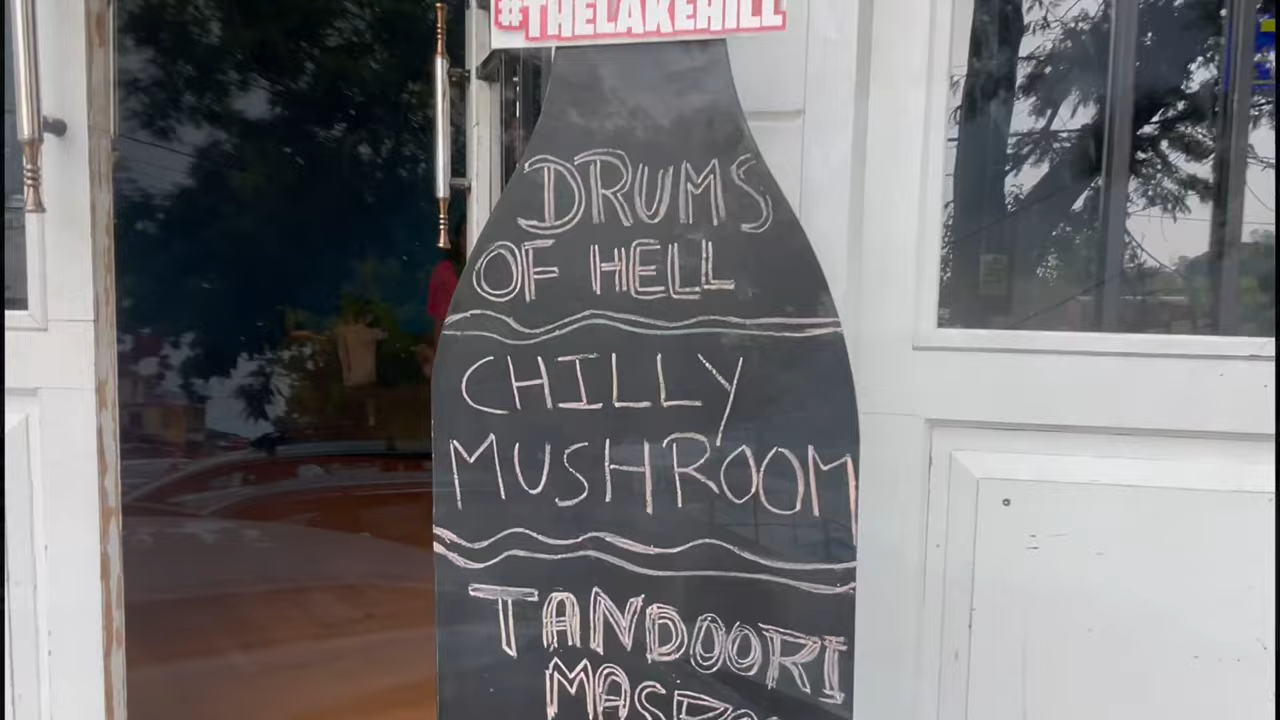 #THELAKEHILL
DRUMS
OF HELL
CHILLY
MUSHROOM
TANDOORI